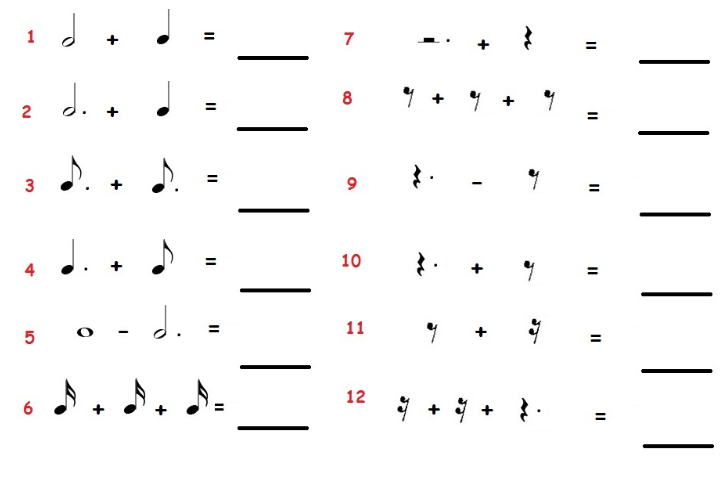 1 + =
2 + =
3 + =
4 + =
5 - =
6 + + =
7 + =
8 + + =
9 - =
10 + =
11 + =
12 + + =